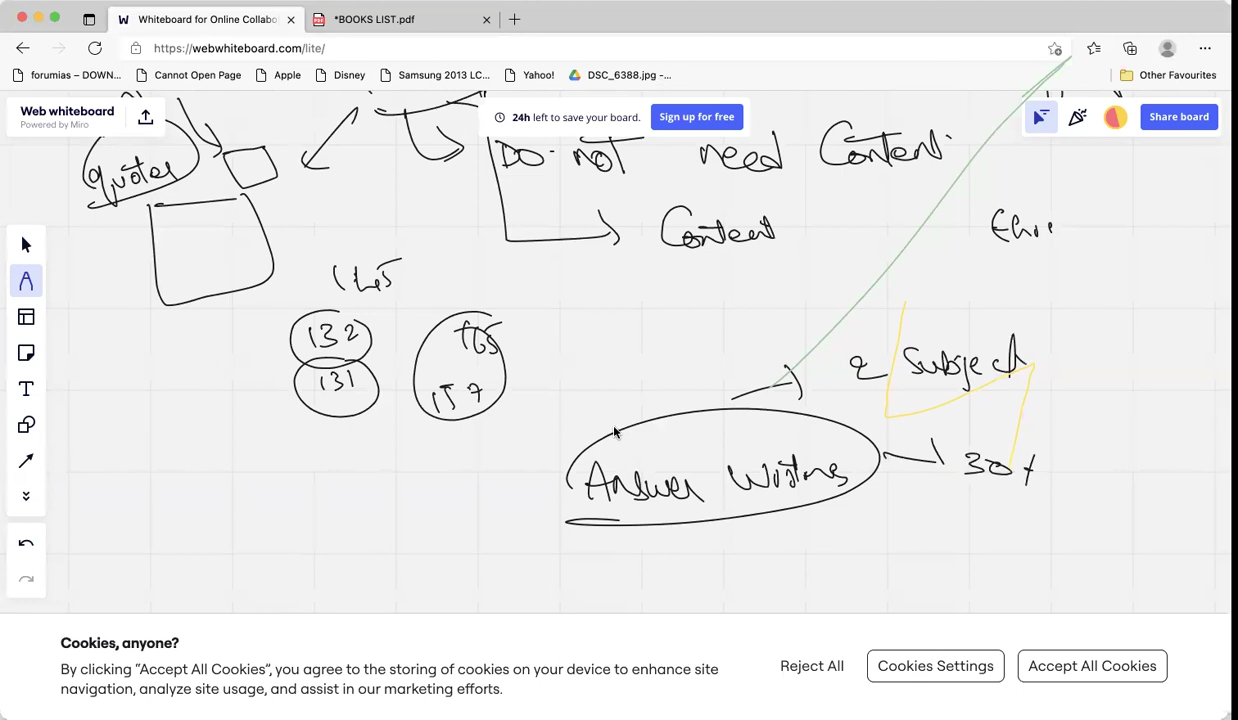 Whiteboard for Online Collabo
*BOOKS LIST.pdf
https://webwhiteboard.com/lite/
forumias – DOWN...
Cannot Open Page
Apple
Disney
Samsung 2013 LC...
Yahoo!
DSC_6388.jpg -...
Other Favourites
Web whiteboard
Powered by Miro
24h left to save your board.
Sign up for free
Share board
quotes
DO NOT need Content
Content
132
131
165
157
2 Subject
Answer Writing
30+
Cookies, anyone?
By clicking “Accept All Cookies”, you agree to the storing of cookies on your device to enhance site
navigation, analyze site usage, and assist in our marketing efforts.
Reject All
Cookies Settings
Accept All Cookies